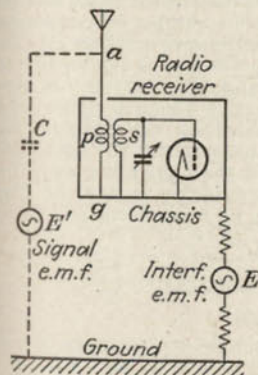 a
Radio
receiver
C
p
s
g
Chassis
E'
Signal
e.m.f.
Interf.
e.m.f.
E
Ground